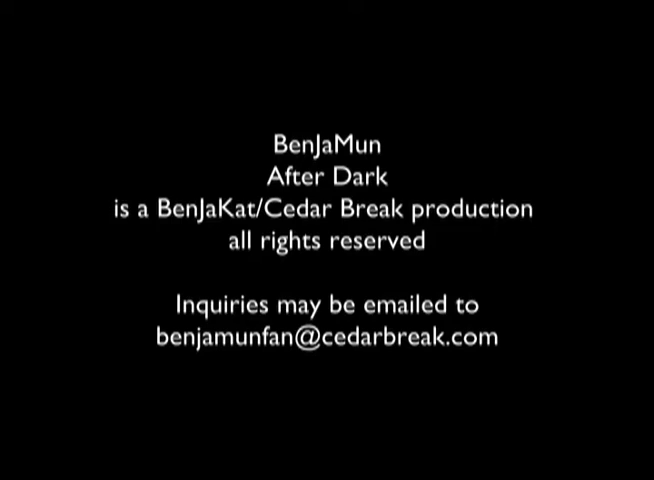 BenJaMun
After Dark
is a BenJaKat/Cedar Break production
all rights reserved
Inquiries may be emailed to
benjamunfan@cedarbreak.com